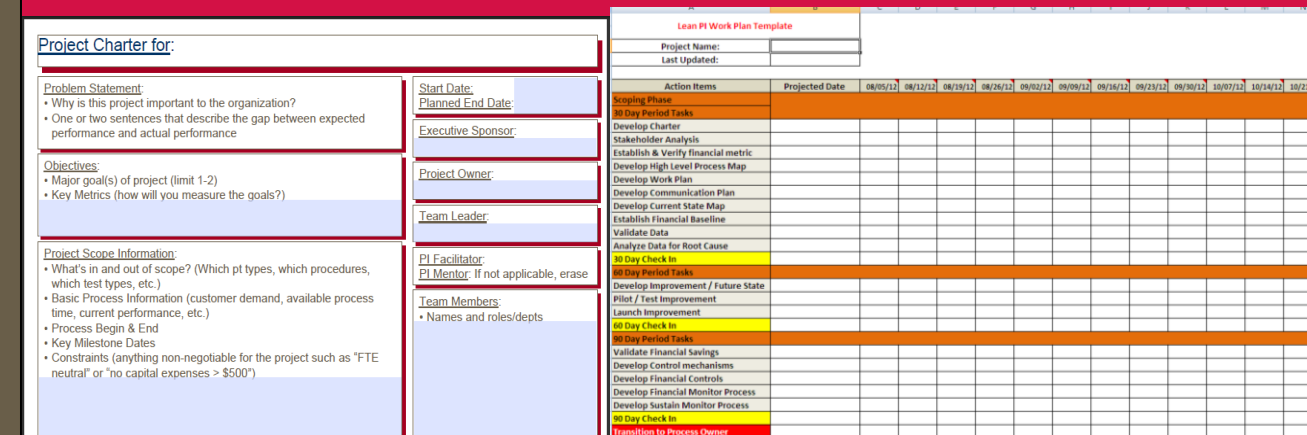 Project Charter for:
Problem Statement:
• Why is this project important to the organization?
• One or two sentences that describe the gap between expected
performance and actual performance
Objectives:
• Major goal(s) of project (limit 1-2)
• Key Metrics (how will you measure the goals?)
Project Scope Information:
• What's in and out of scope? (Which pt types, which procedures,
which test types, etc.)
• Basic Process Information (customer demand, available process
time, current performance, etc.)
• Process Begin & End
• Key Milestone Dates
• Constraints (anything non-negotiable for the project such as "FTE
neutral" or "no capital expenses > $500")
Start Date:
Planned End Date:
Executive Sponsor:
Project Owner:
Team Leader:
PI Facilitator:
PI Mentor: If not applicable, erase
Team Members:
• Names and roles/depts
Lean PI Work Plan Template
Project Name:
Last Updated:
Action Items Projected Date 08/05/12 08/12/12 08/19/12 08/26/12 09/02/12 09/09/12 09/16/12 09/23/12 09/30/12 10/07/12 10/14/12
Scoping Phase
30 Day Period Tasks
Develop Charter
Stakeholder Analysis
Establish & Verify financial metric
Develop High Level Process Map
Develop Work Plan
Develop Communication Plan
Develop Current State Map
Establish Financial Baseline
Validate Data
Analyze Data for Root Cause
30 Day Check In
60 Day Period Tasks
Develop Improvement / Future State
Pilot / Test Improvement
Launch Improvement
60 Day Check In
90 Day Period Tasks
Validate Financial Savings
Develop Control mechanisms
Develop Financial Controls
Develop Financial Monitor Process
Develop Sustain Monitor Process
90 Day Check In
Transition to Process Owner